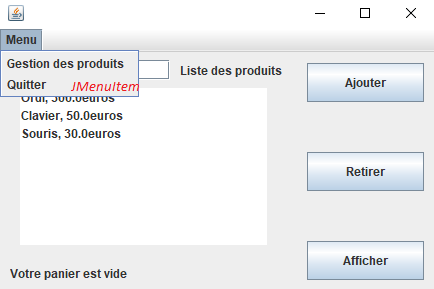 Menu
Gestion des produits
Liste des produits
Quitter
JMenuItem
Ajouter
Ordi, 500.0euros
Clavier, 50.0euros
Souris, 30.0euros
Retirer
Afficher
Votre panier est vide